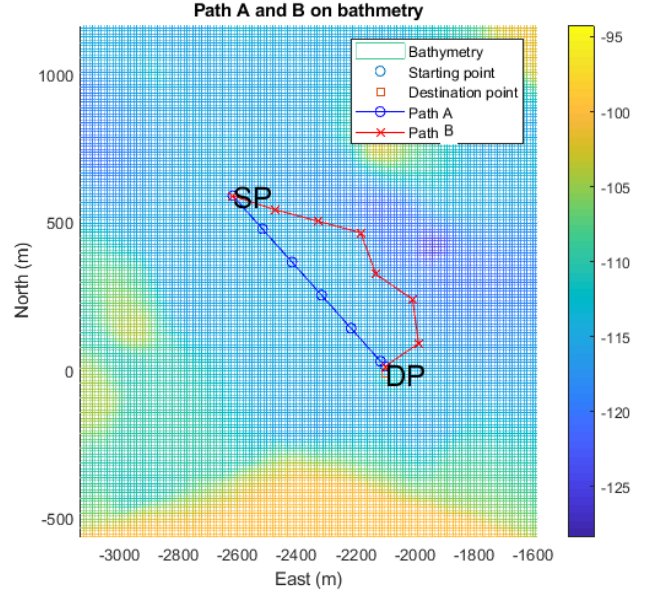 Path A and B on bathmetry
Bathymetry
Starting point
Destination point
Path A
Path B
SP
DP
1000
500
0
-500
North (m)
-3000 -2800 -2600 -2400 -2200 -2000 -1800 -1600
East (m)
-95
-100
-105
-110
-115
-120
-125